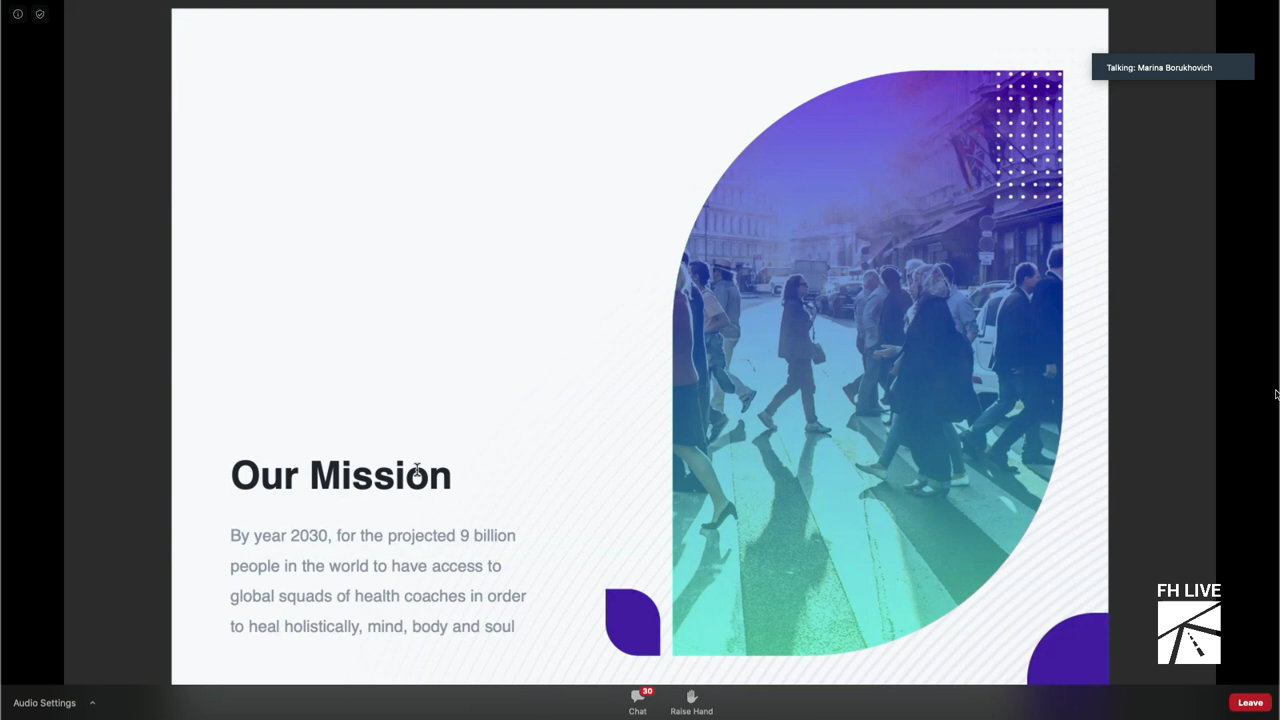 Talking: Marina Borukhovich
Our Mission
By year 2030, for the projected 9 billion
people in the world to have access to
global squads of health coaches in order
to heal holistically, mind, body and soul
FH LIVE
Audio Settings
30
Chat
Raise Hand
Leave